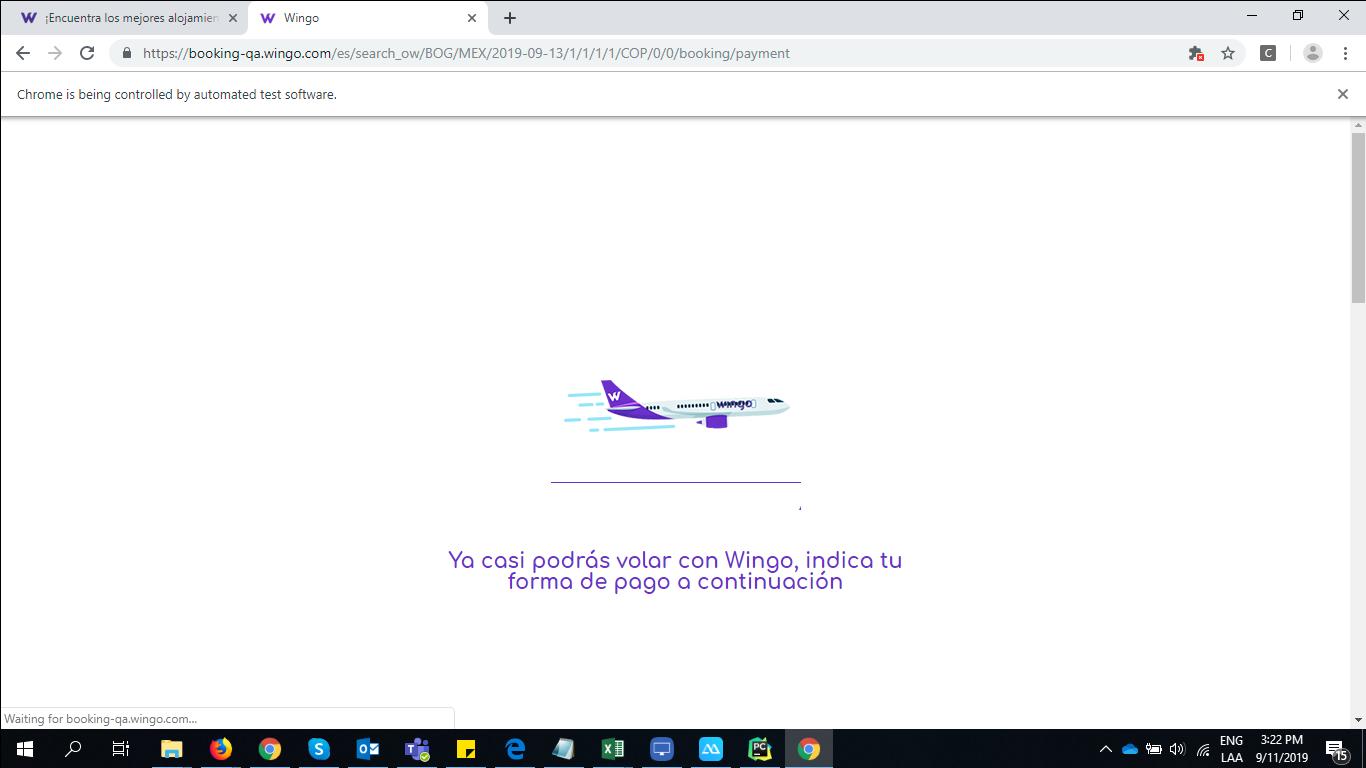 ¡Encuentra los mejores alojamien
Wingo
https://booking-qa.wingo.com/es/search_ow/BOG/MEX/2019-09-13/1/1/1/1/COP/0/0/booking/payment
C
Chrome is being controlled by automated test software.
W
wingo
Ya casi podrás volar con Wingo, indica tu
forma de pago a continuación
Waiting for booking-qa.wingo.com...
ENG
3:22 PM
LAA
9/11/2019
15